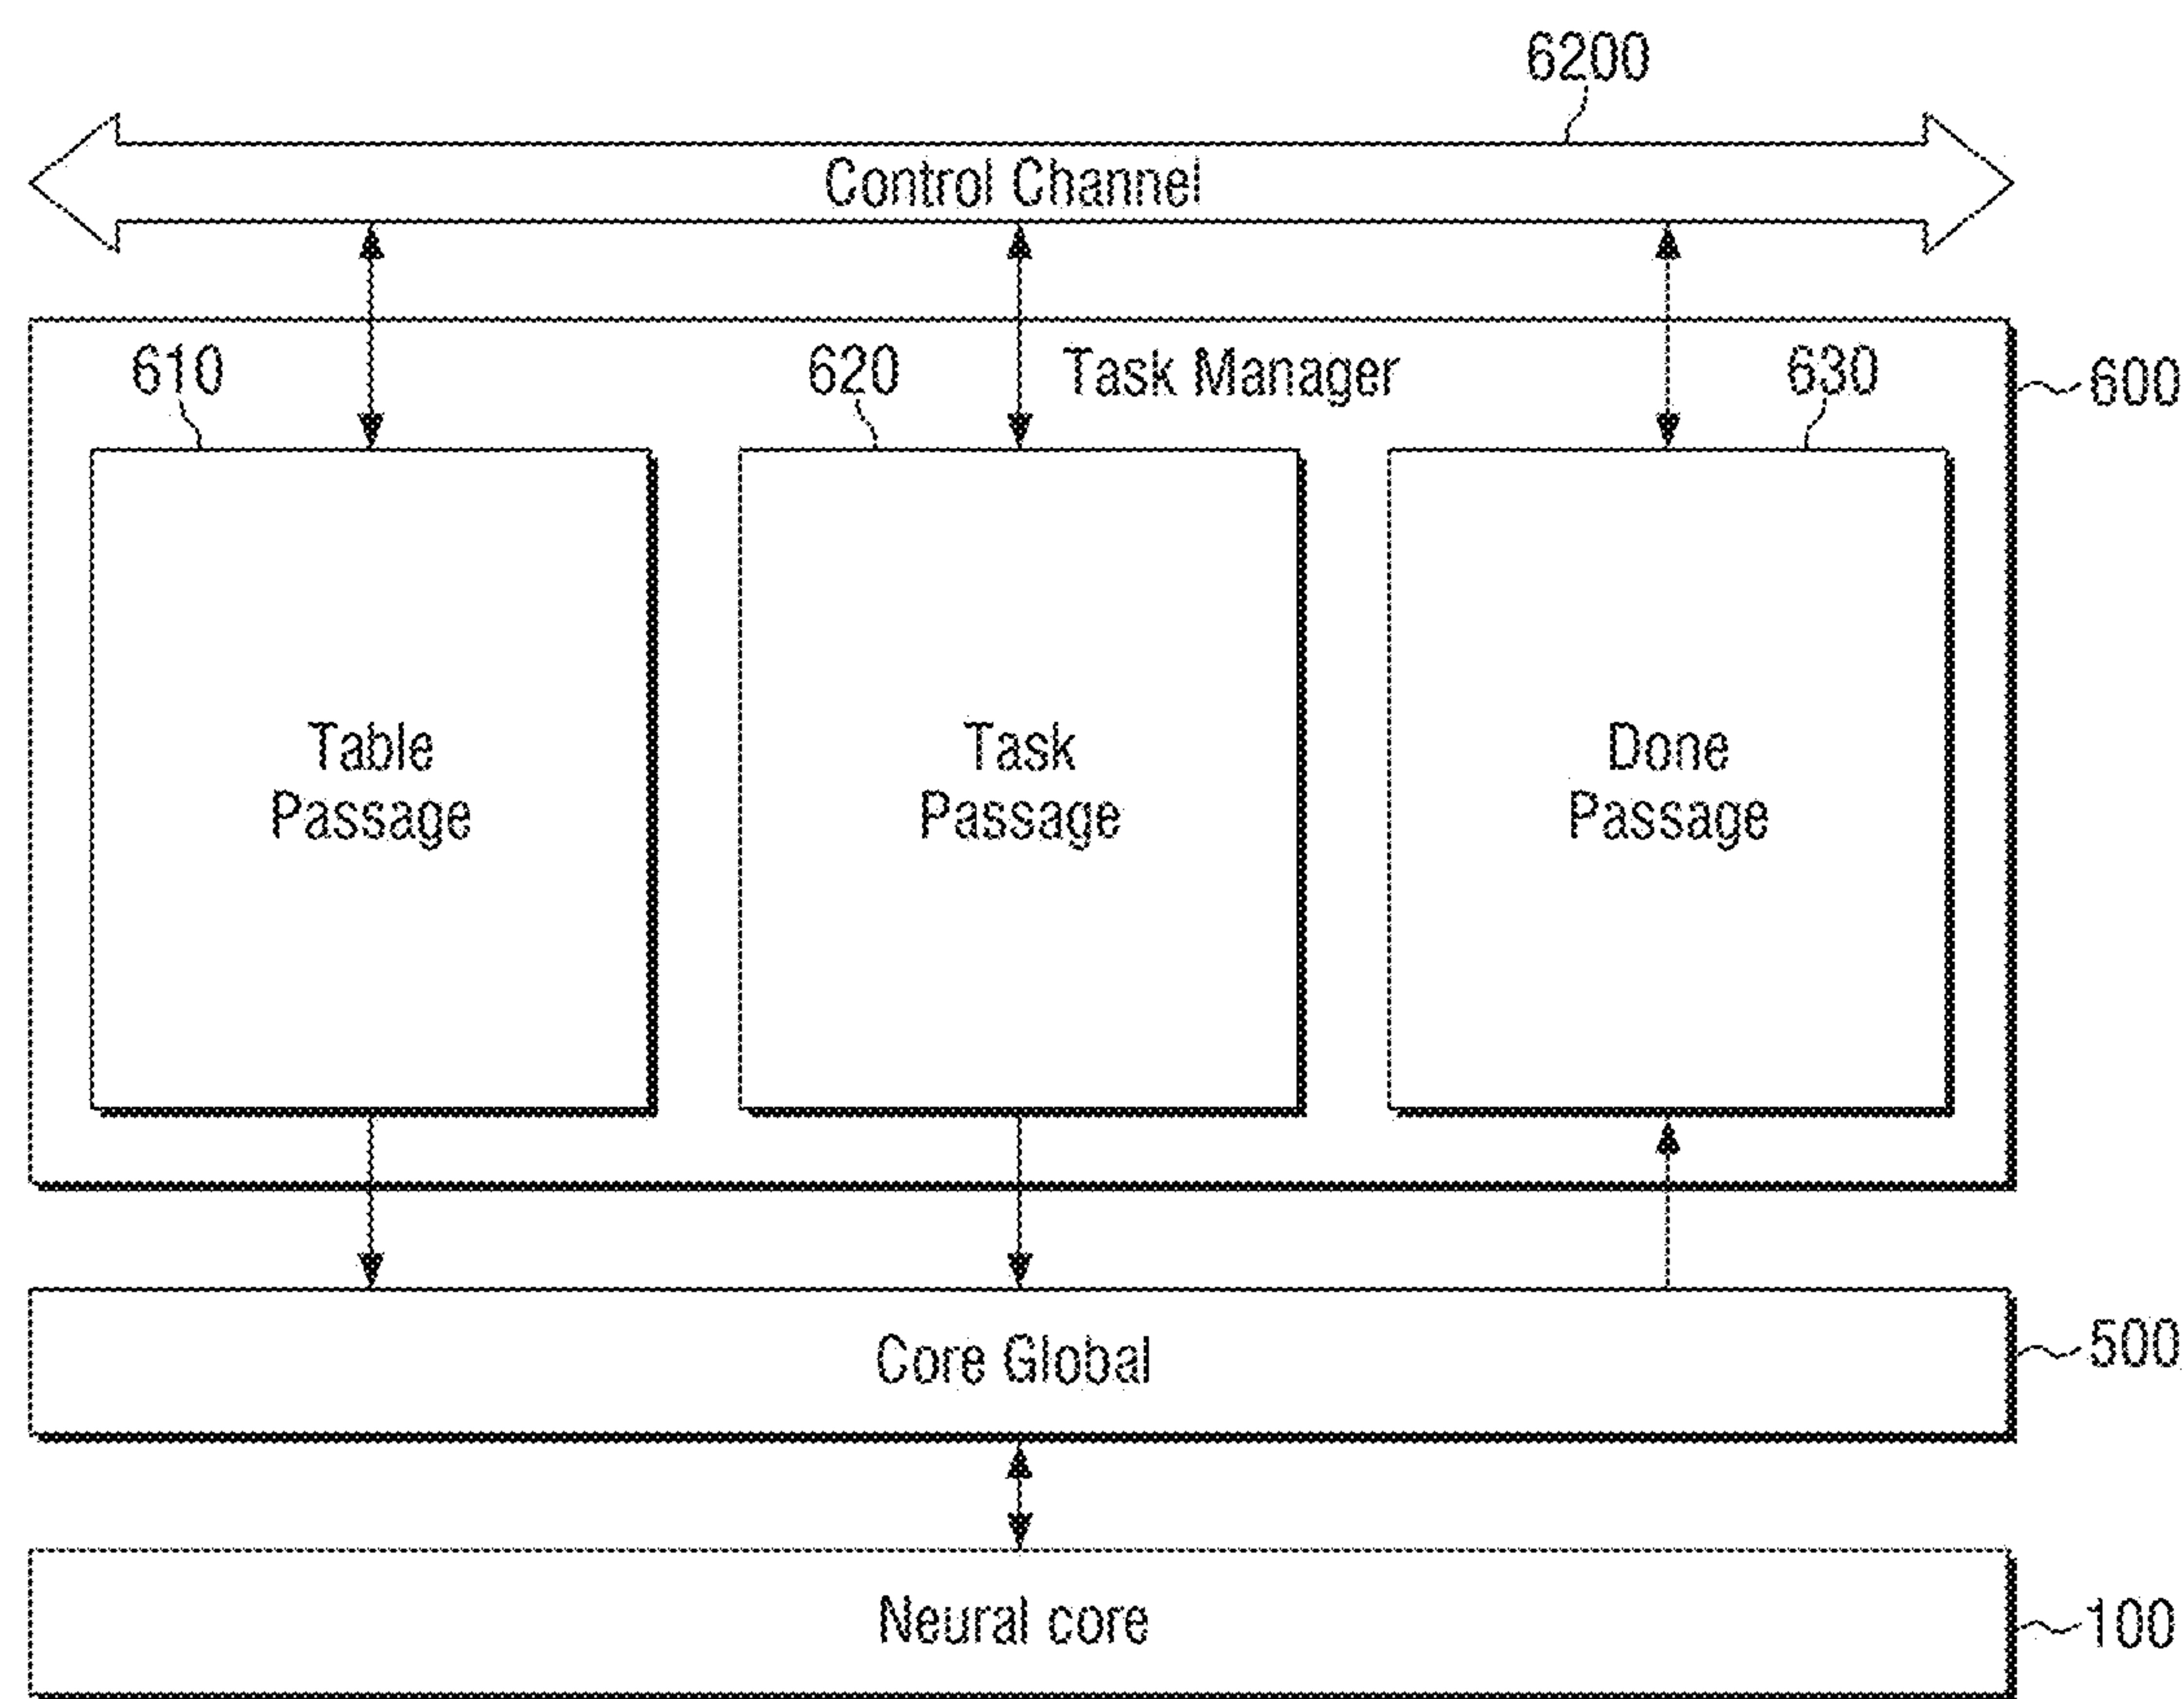 6200
Control Channel
610
620
Task Manager
630
600
Table
Passage
Task
Passage
Done
Passage
Core Global
500
Neural core
100